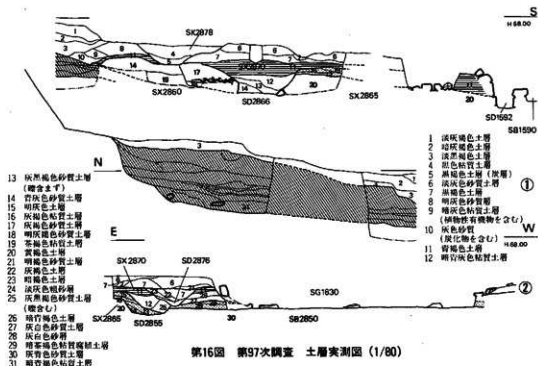 S
H 68.00
SX2878
SX2860
SD2866
SX2865
SD1592
SB1590
N
1 淡灰褐色土層
2 暗灰褐色土層
3 淡黒褐色土層
4 黒色粘質土層
5 黒褐色土層(炭層)
6 淡灰色砂質土層
7 黒褐色土層
8 明灰色砂質土層
9 暗灰色粘質土層
(植物性有機物を含む)
10 灰色砂質
(炭化物を含む)
11 青褐色土層
12 暗青灰色粘質土層
①
W
H.68.00
13 灰黒褐色砂質土層
(礫含まず)
14 青灰色砂質土層
15 明灰色土層
16 灰褐色粘質土層
17 灰褐色砂質土層
18 明灰褐色砂質土層
19 茶褐色粘質土層
20 黄褐色土層
21 明褐色砂質土層
22 灰褐色土層
23 暗褐色土層
24 淡灰色粗砂層
25 灰黒褐色砂質土層
(礫含む)
26 暗青褐色土層
27 灰白色砂質土層
28 灰白色砂層
29 暗茶褐色粘質腐植土層
30 灰青色砂質土層
31 暗青褐色粘質土層
E
SX2870
SD2876
SX2865
SD2855
SG1630
SB2850
②
第16図 第97次調査 土層実測図(1/80)